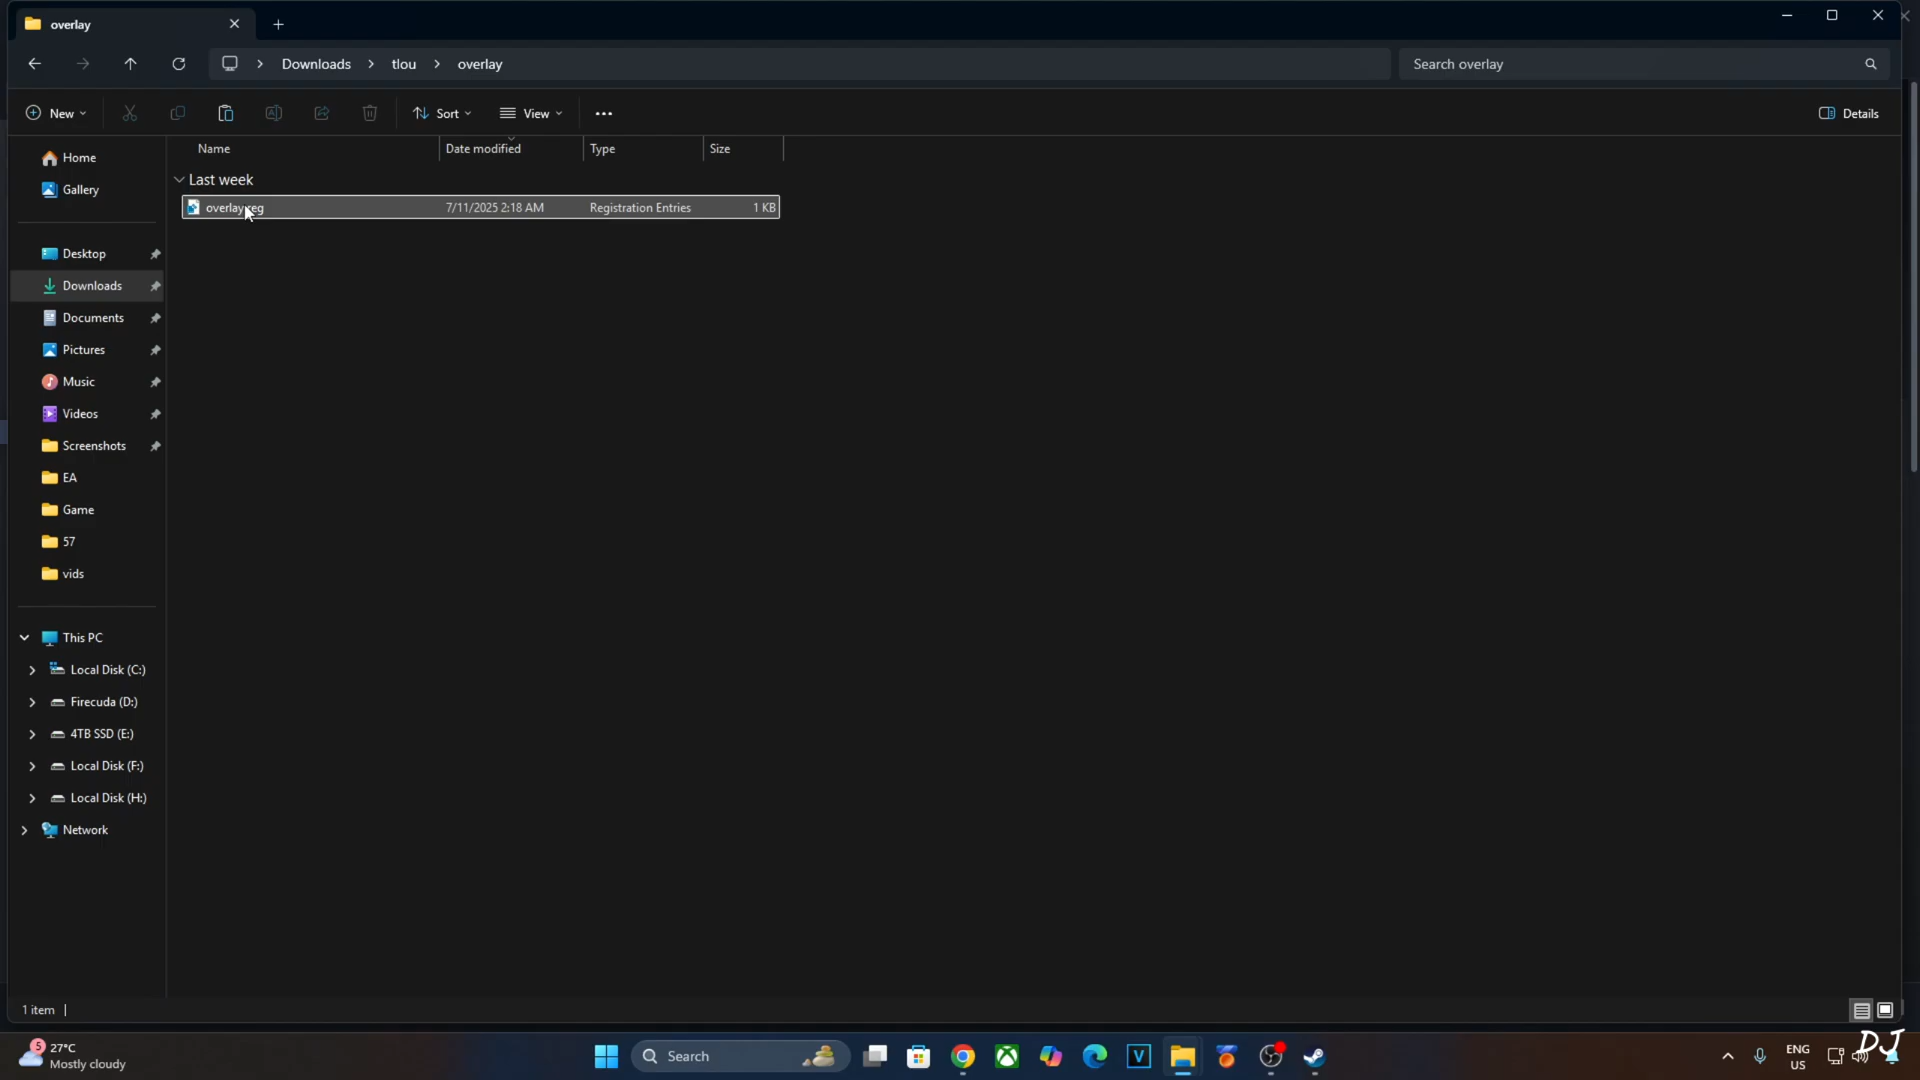 overlay
Downloads > tlou > overlay
Search overlay
New
Sort
View
Details
Name
Date modified
Type
Size
Last week
overlay.reg
7/11/2025 2:18 AM
Registration Entries
1 KB
Home
Gallery
Desktop
Downloads
Documents
Pictures
Music
Videos
Screenshots
EA
Game
57
vids
This PC
Local Disk (C:)
Firecuda (D:)
4TB SSD (E:)
Local Disk (F:)
Local Disk (H:)
Network
1 item
5
27°C
Mostly cloudy
Search
V
ENG
US
DJ